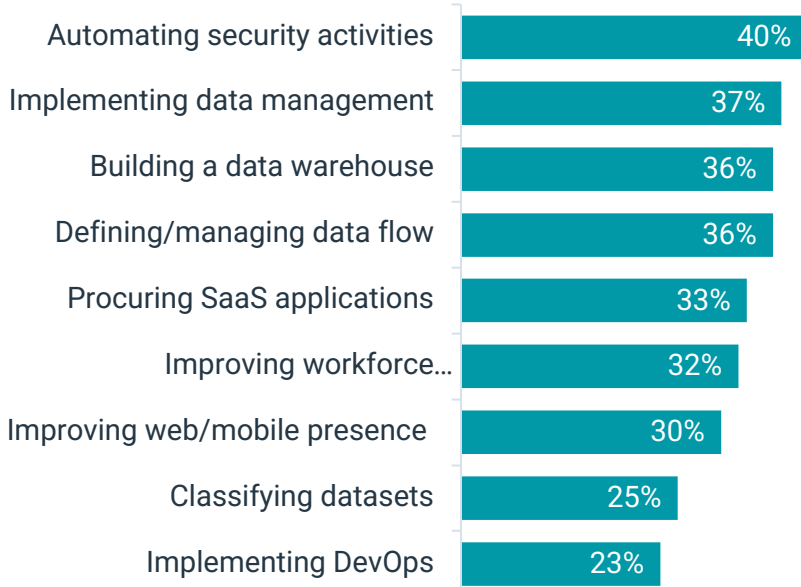 Automating security activities 40%
Implementing data management 37%
Building a data warehouse 36%
Defining/managing data flow 36%
Procuring SaaS applications 33%
Improving workforce… 32%
Improving web/mobile presence 30%
Classifying datasets 25%
Implementing DevOps 23%